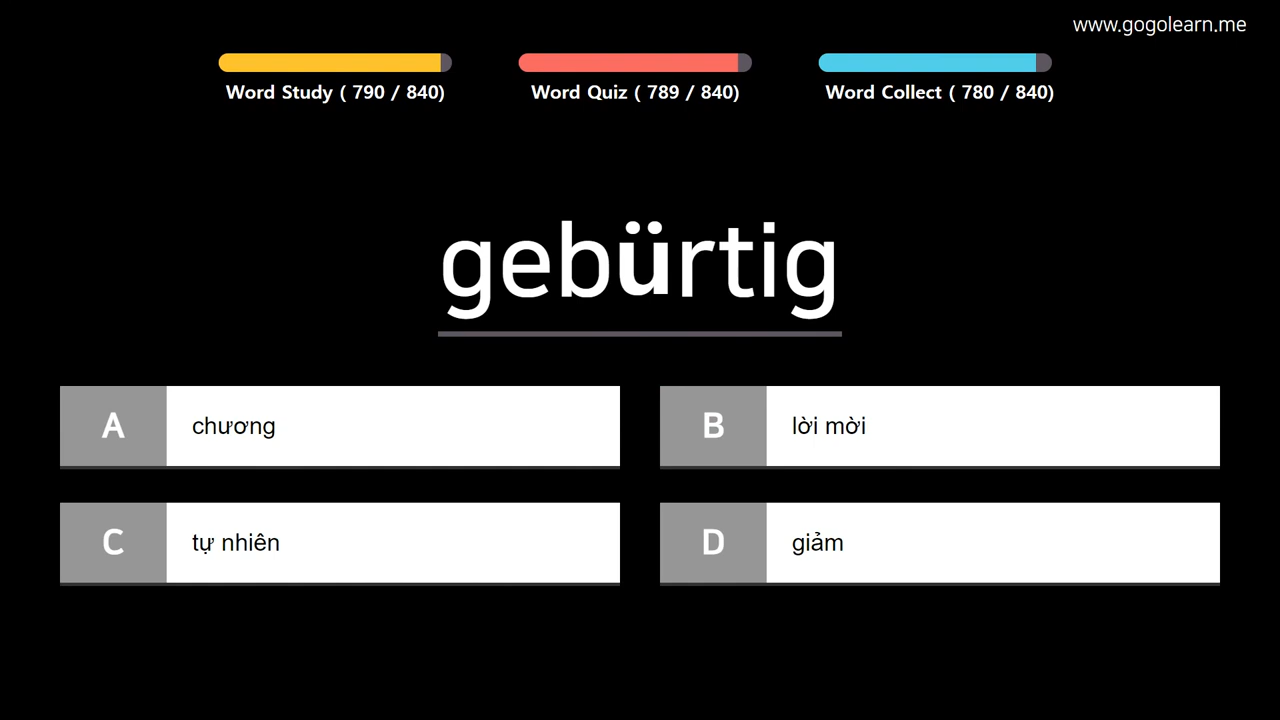 www.gogolearn.me
Word Study ( 790 / 840)
Word Quiz ( 789 / 840)
Word Collect ( 780 / 840)
gebürtig
A chương
B lời mời
C tự nhiên
D giảm